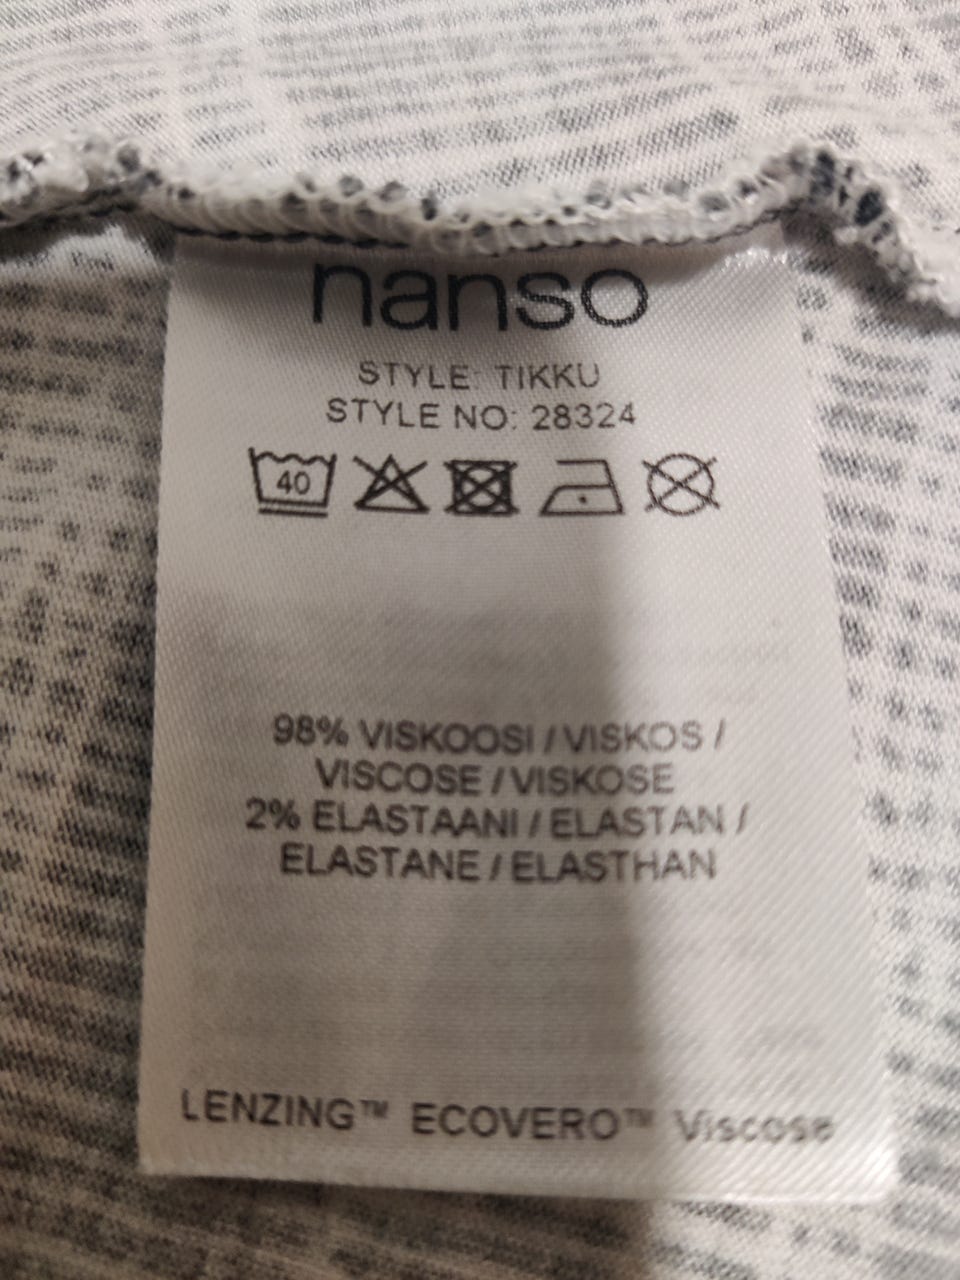 nanso
STYLE: TIKKU
STYLE NO: 28324
40
98% VISKOOSI / VISKOS /
VISCOSE / VISKOSE
2% ELASTAANI / ELASTAN /
ELASTANE / ELASTHAN
LENZING™ ECOVERO™ Viscose